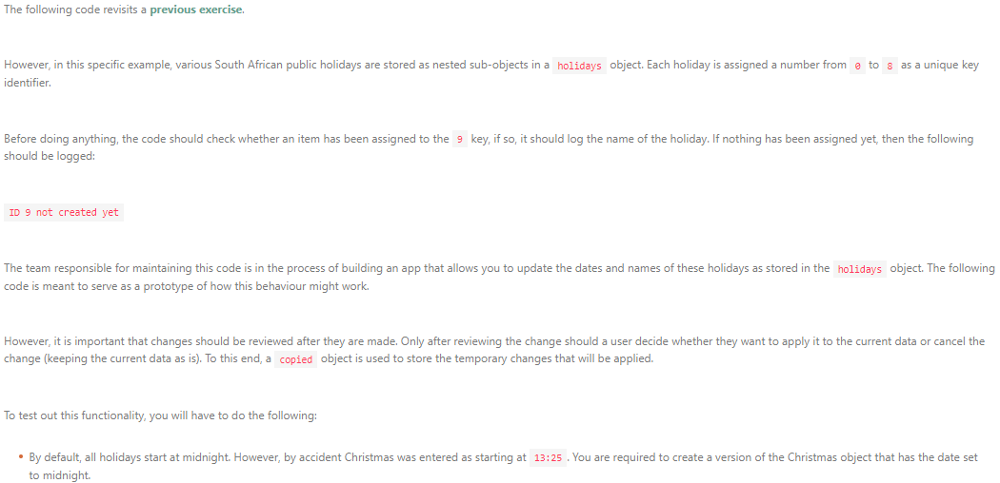 The following code revisits a previous exercise.
However, in this specific example, various South African public holidays are stored as nested sub-objects in a holidays object. Each holiday is assigned a number from 0 to 8 as a unique key
identifier.
Before doing anything, the code should check whether an item has been assigned to the 9 key, if so, it should log the name of the holiday. If nothing has been assigned yet, then the following
should be logged:
ID 9 not created yet
The team responsible for maintaining this code is in the process of building an app that allows you to update the dates and names of these holidays as stored in the holidays object. The following
code is meant to serve as a prototype of how this behaviour might work.
However, it is important that changes should be reviewed after they are made. Only after reviewing the change should a user decide whether they want to apply it to the current data or cancel the
change (keeping the current data as is). To this end, a copied object is used to store the temporary changes that will be applied.
To test out this functionality, you will have to do the following:
• By default, all holidays start at midnight. However, by accident Christmas was entered as starting at 13:25 . You are required to create a version of the Christmas object that has the date set
to midnight.